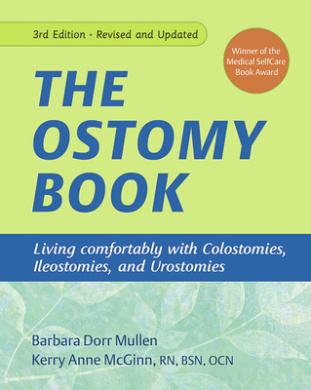 3rd Edition - Revised and Updated
Winner of the
Medical SelfCare
Book Award
THE
OSTOMY
BOOK
Living comfortably with Colostomies,
Ileostomies, and Urostomies
Barbara Dorr Mullen
Kerry Anne McGinn, RN, BSN, OCN